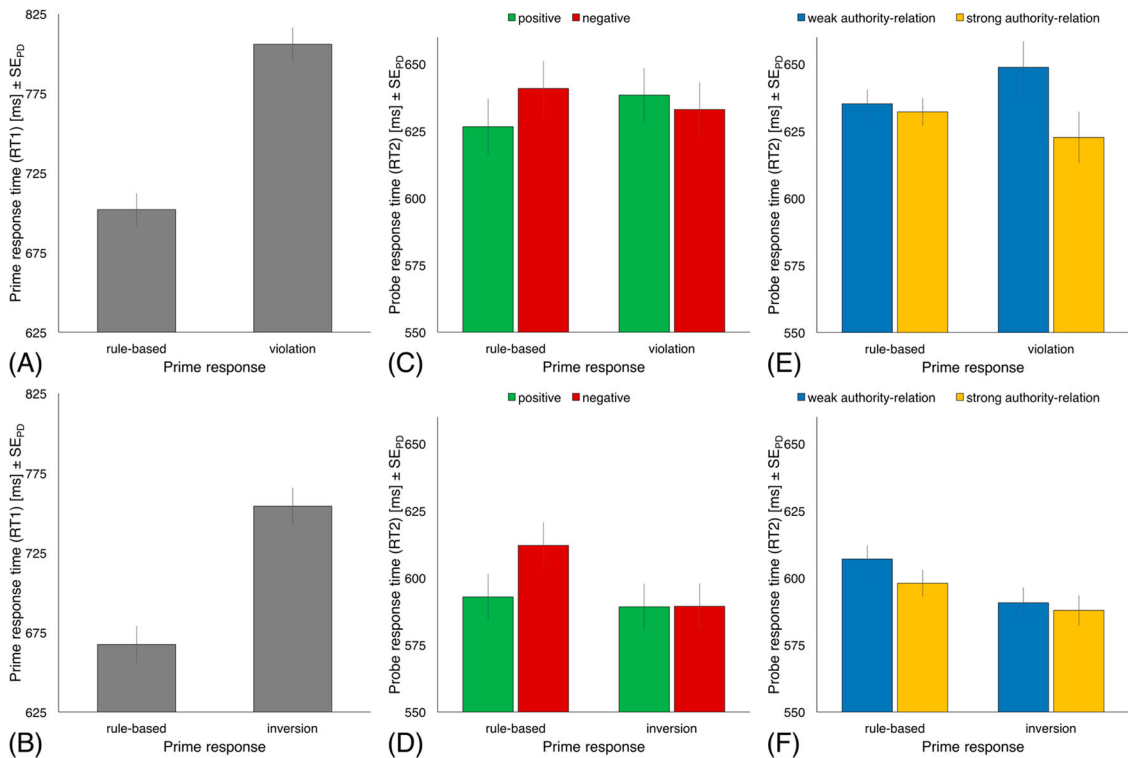 825
775
725
675
625
Prime response time (RT1) [ms] ± SEPD
rule-based violation
Prime response
(A)
positive negative
650
625
600
575
550
Probe response time (RT2) [ms] ± SEPD
rule-based violation
Prime response
(C)
weak authority-relation strong authority-relation
650
625
600
575
550
Probe response time (RT2) [ms] ± SEPD
rule-based violation
Prime response
(E)
825
775
725
675
625
Prime response time (RT1) [ms] ± SEPD
rule-based inversion
Prime response
(B)
positive negative
650
625
600
575
550
Probe response time (RT2) [ms] ± SEPD
rule-based inversion
Prime response
(D)
weak authority-relation strong authority-relation
650
625
600
575
550
Probe response time (RT2) [ms] ± SEPD
rule-based inversion
Prime response
(F)